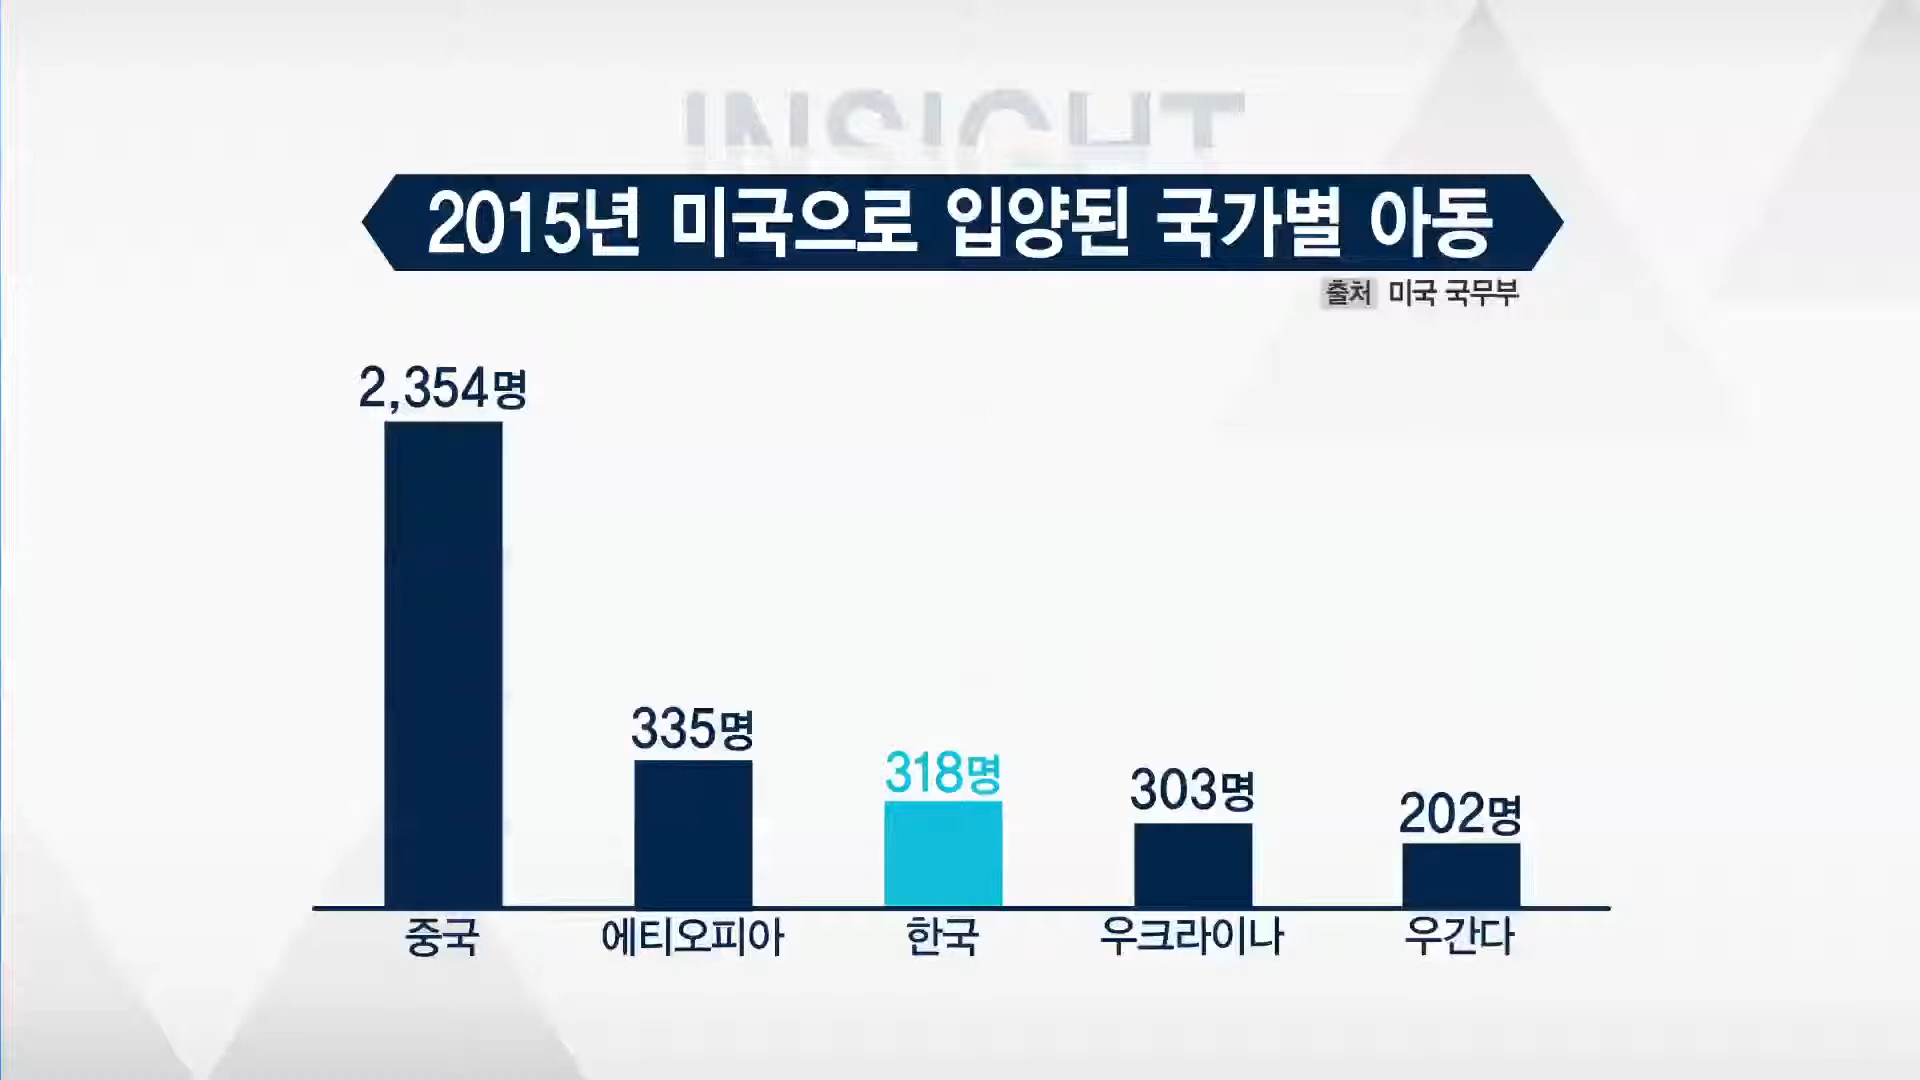 INSIGHT
2015년 미국으로 입양된 국가별 아동
출처 미국 국무부
2,354명
335명
318명
303명
202명
중국 에티오피아 한국 우크라이나 우간다